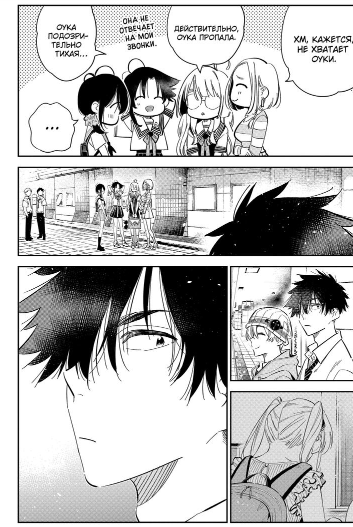 ХМ, КАЖЕТСЯ,
НЕ ХВАТАЕТ
ОУКИ.
ДЕЙСТВИТЕЛЬНО,
ОУКА ПРОПАЛА.
ОНА НЕ
ОТВЕЧАЕТ
НА МОИ
ЗВОНКИ.
ОУКА
ПОДОЗРИ-
ТЕЛЬНО
ТИХАЯ...
...